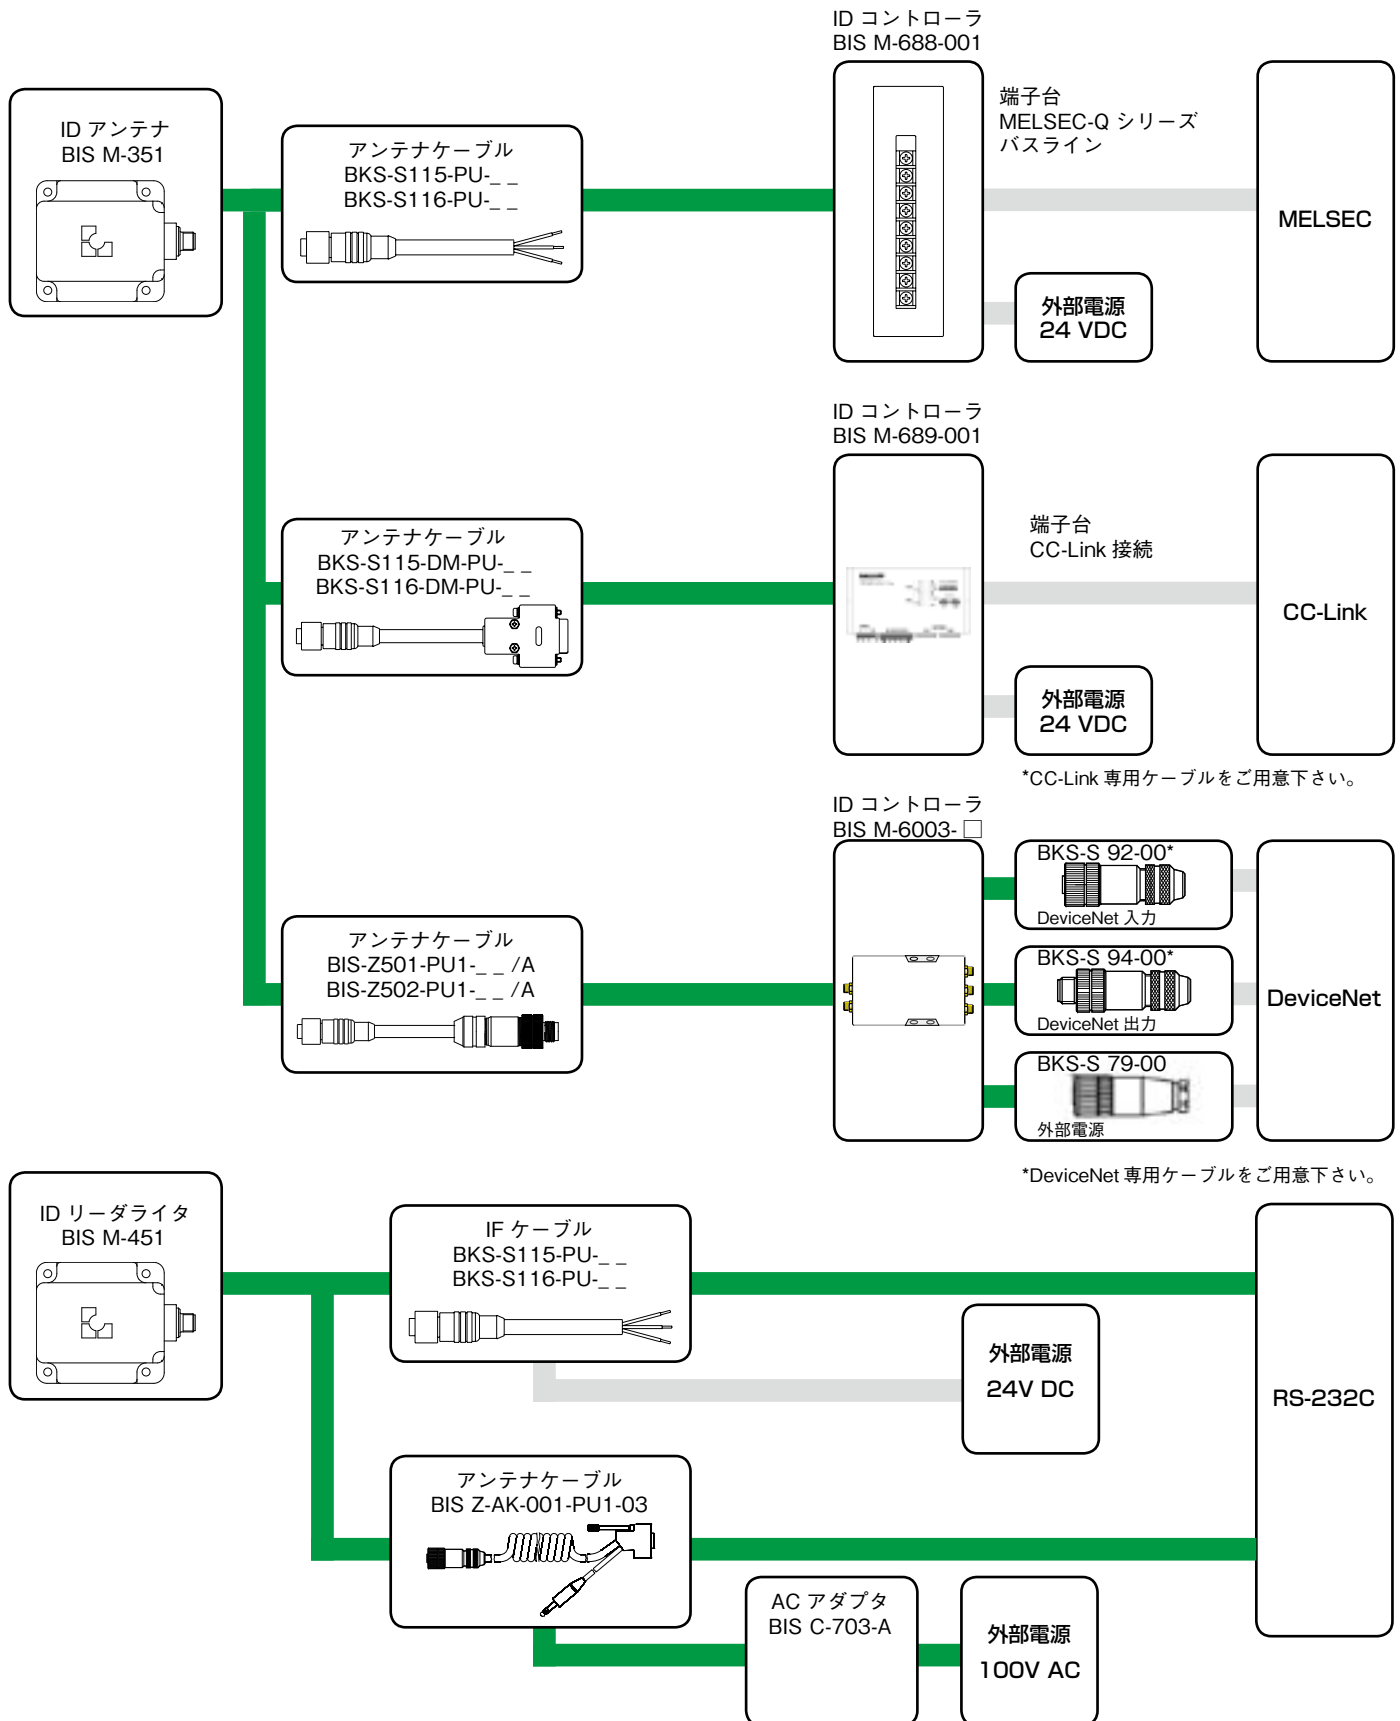 ID コントローラ
BIS M-688-001
ID アンテナ
BIS M-351
アンテナケーブル
BKS-S115-PU-_ _
BKS-S116-PU-_ _
端子台
MELSEC-Q シリーズ
バスライン
MELSEC
外部電源
24 VDC
ID コントローラ
BIS M-689-001
アンテナケーブル
BKS-S115-DM-PU-_ _
BKS-S116-DM-PU-_ _
端子台
CC-Link 接続
CC-Link
外部電源
24 VDC
*CC-Link 専用ケーブルをご用意下さい。
ID コントローラ
BIS M-6003- □
アンテナケーブル
BIS-Z501-PU1-_ _ /A
BIS-Z502-PU1-_ _ /A
BKS-S 92-00*
DeviceNet 入力
BKS-S 94-00*
DeviceNet 出力
BKS-S 79-00
外部電源
DeviceNet
*DeviceNet 専用ケーブルをご用意下さい。
ID リーダライタ
BIS M-451
IF ケーブル
BKS-S115-PU-_ _
BKS-S116-PU-_ _
外部電源
24V DC
RS-232C
アンテナケーブル
BIS Z-AK-001-PU1-03
AC アダプタ
BIS C-703-A
外部電源
100V AC